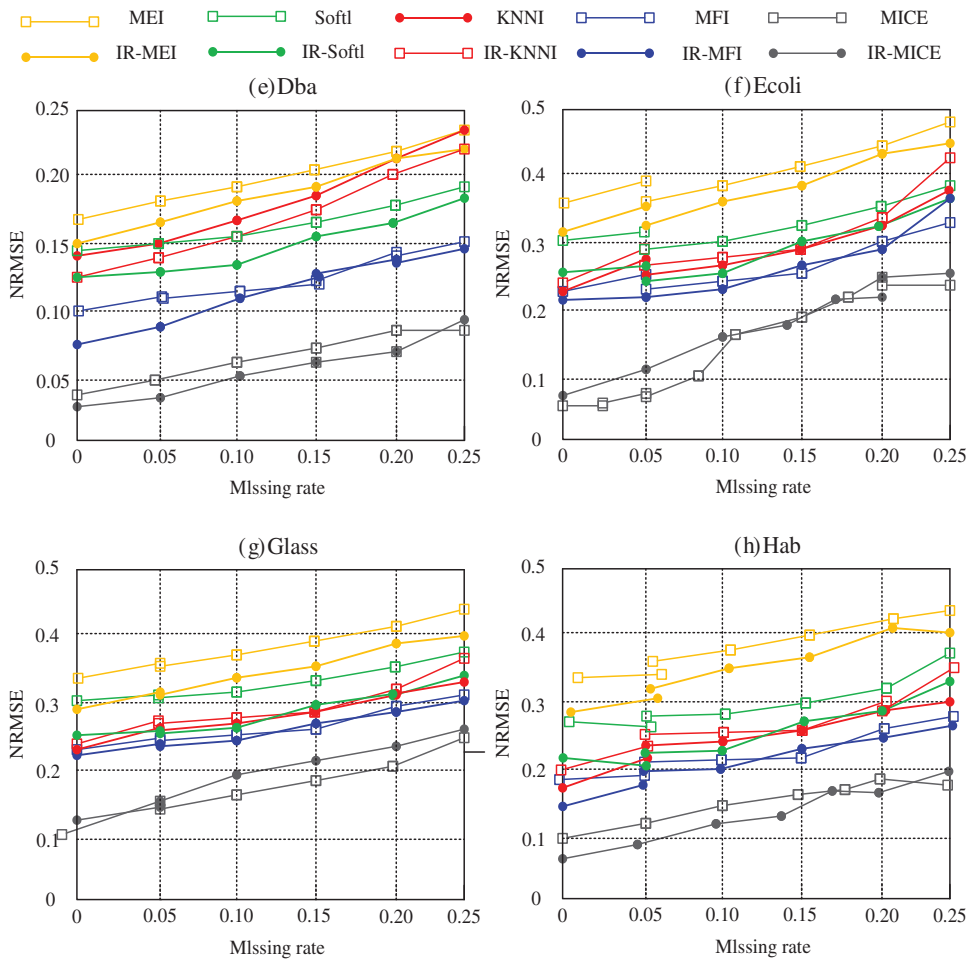 MEI Softl KNNI MFI MICE
IR-MEI IR-Softl IR-KNNI IR-MFI IR-MICE
(e)Dba
0.25
0.20
0.15
0.10
0.05
0
NRMSE
0 0.05 0.10 0.15 0.20 0.25
Mlssing rate
(f)Ecoli
0.5
0.4
0.3
0.2
0.1
0
NRMSE
0 0.05 0.10 0.15 0.20 0.25
Mlssing rate
(g)Glass
0.5
0.4
0.3
0.2
0.1
0
NRMSE
0 0.05 0.10 0.15 0.20 0.25
Mlssing rate
(h)Hab
0.5
0.4
0.3
0.2
0.1
0
NRMSE
0 0.05 0.10 0.15 0.20 0.25
Mlssing rate